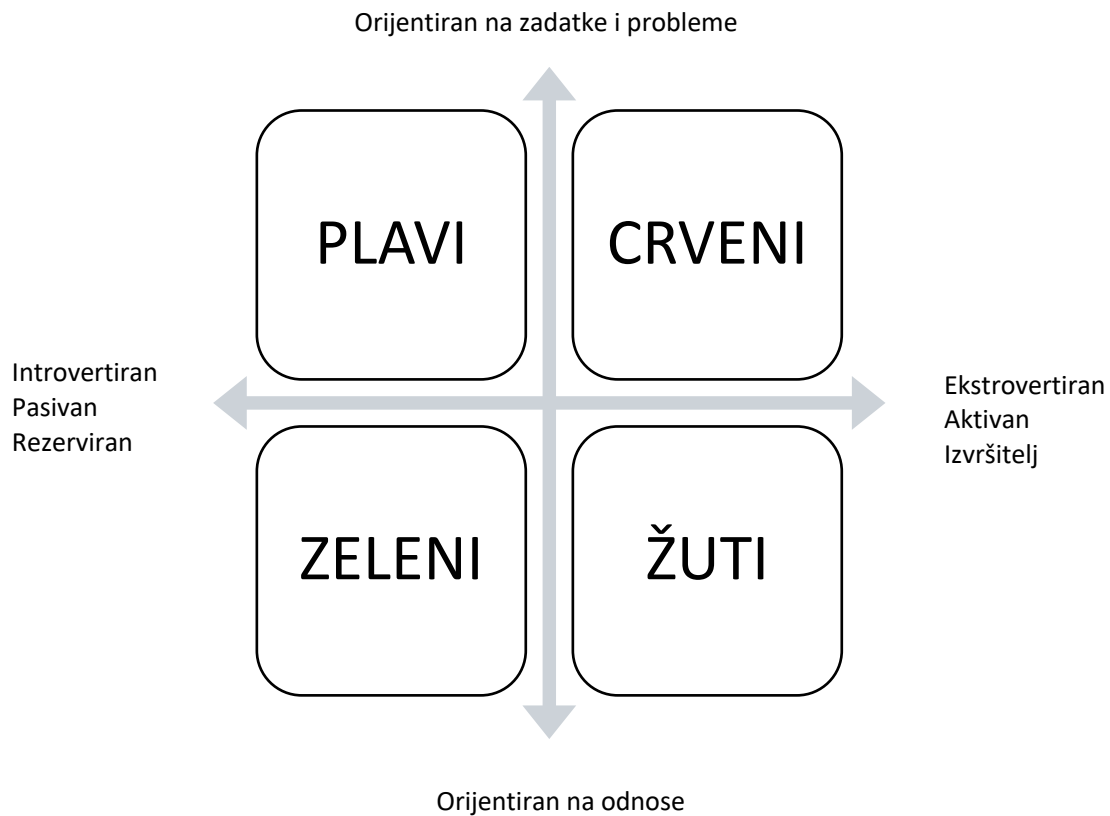 Orijentiran na zadatke i probleme
PLAVI
CRVENI
Introvertiran
Pasivan
Rezerviran
Ekstrovertiran
Aktivan
Izvršitelj
ZELENI
ŽUTI
Orijentiran na odnose